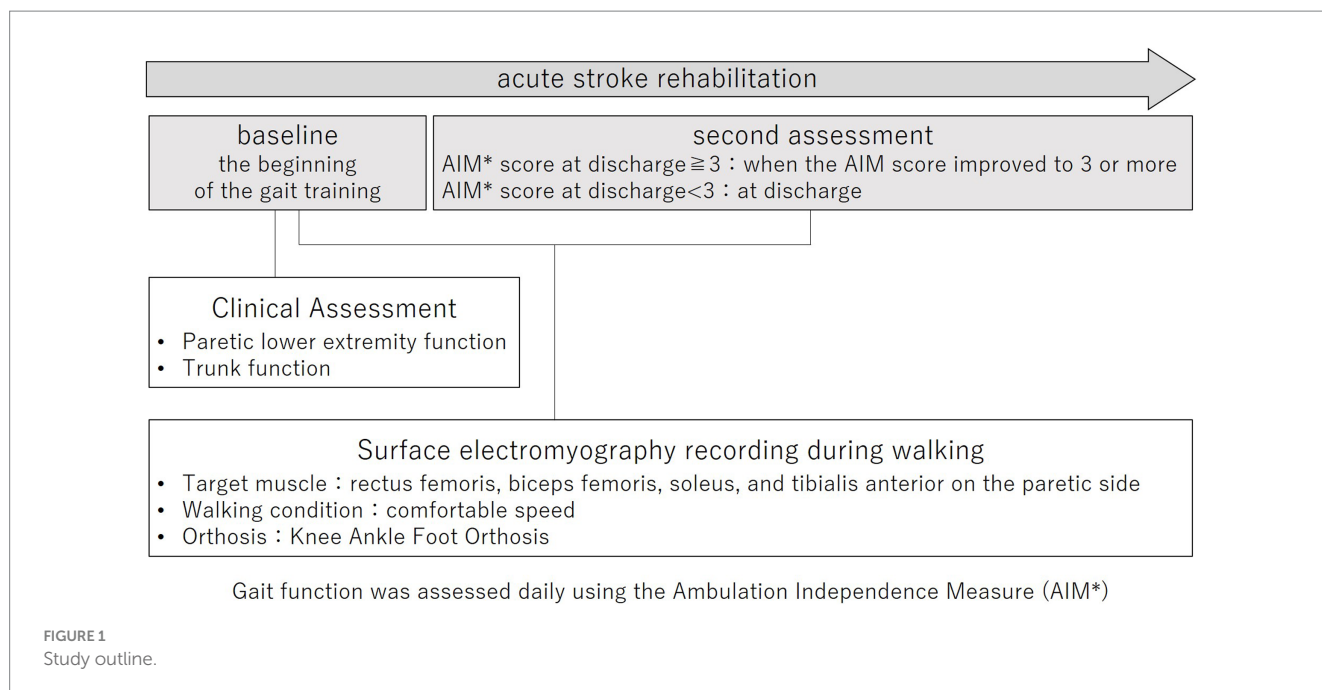 acute stroke rehabilitation
baseline
the beginning
of the gait training
second assessment
AIM* score at discharge≧3：when the AIM score improved to 3 or more
AIM* score at discharge<3：at discharge
Clinical Assessment
• Paretic lower extremity function
• Trunk function
Surface electromyography recording during walking
• Target muscle：rectus femoris, biceps femoris, soleus, and tibialis anterior on the paretic side
• Walking condition：comfortable speed
• Orthosis：Knee Ankle Foot Orthosis
Gait function was assessed daily using the Ambulation Independence Measure (AIM*)
FIGURE 1
Study outline.